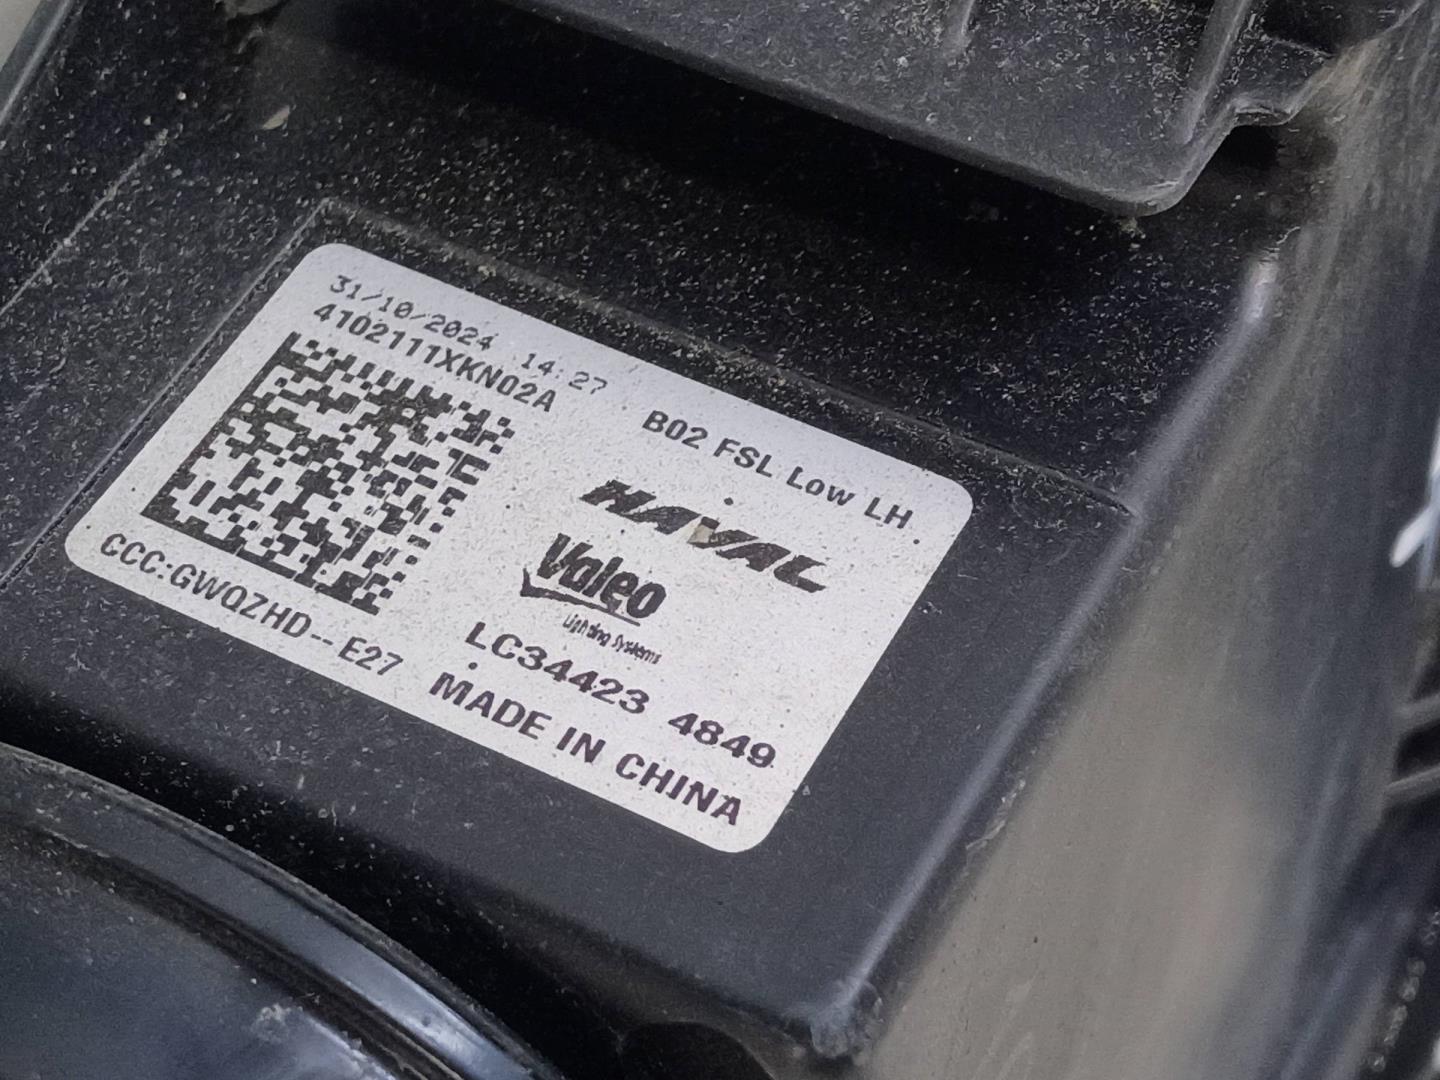 31/10/2024 14:27
4102111XKN02A
B02 FSL Low LH
HAVAL
Valeo
Lighting Systems
LC34423 4849
CCC:GWQZHD--E27
MADE IN CHINA